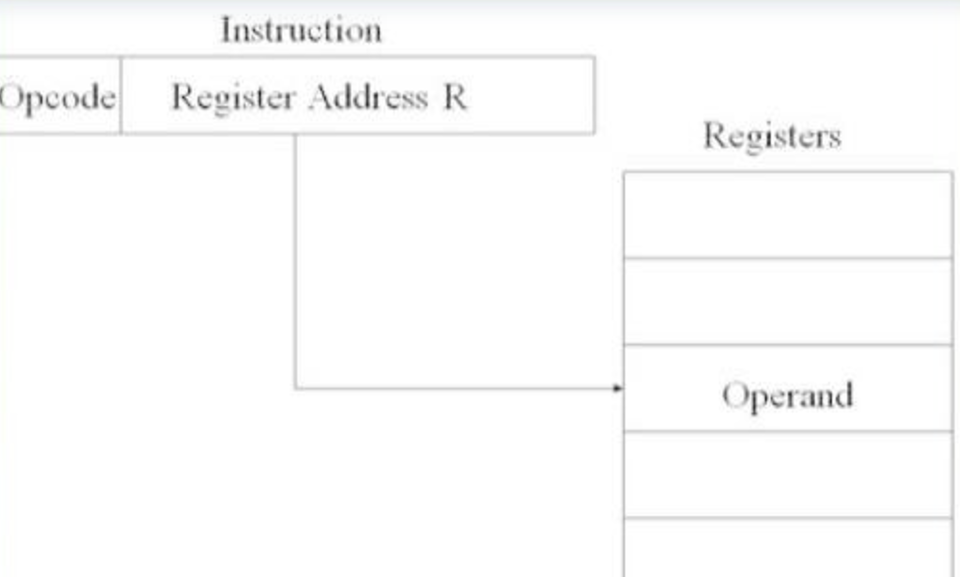 Instruction
Opcode
Register Address R
Registers
Operand